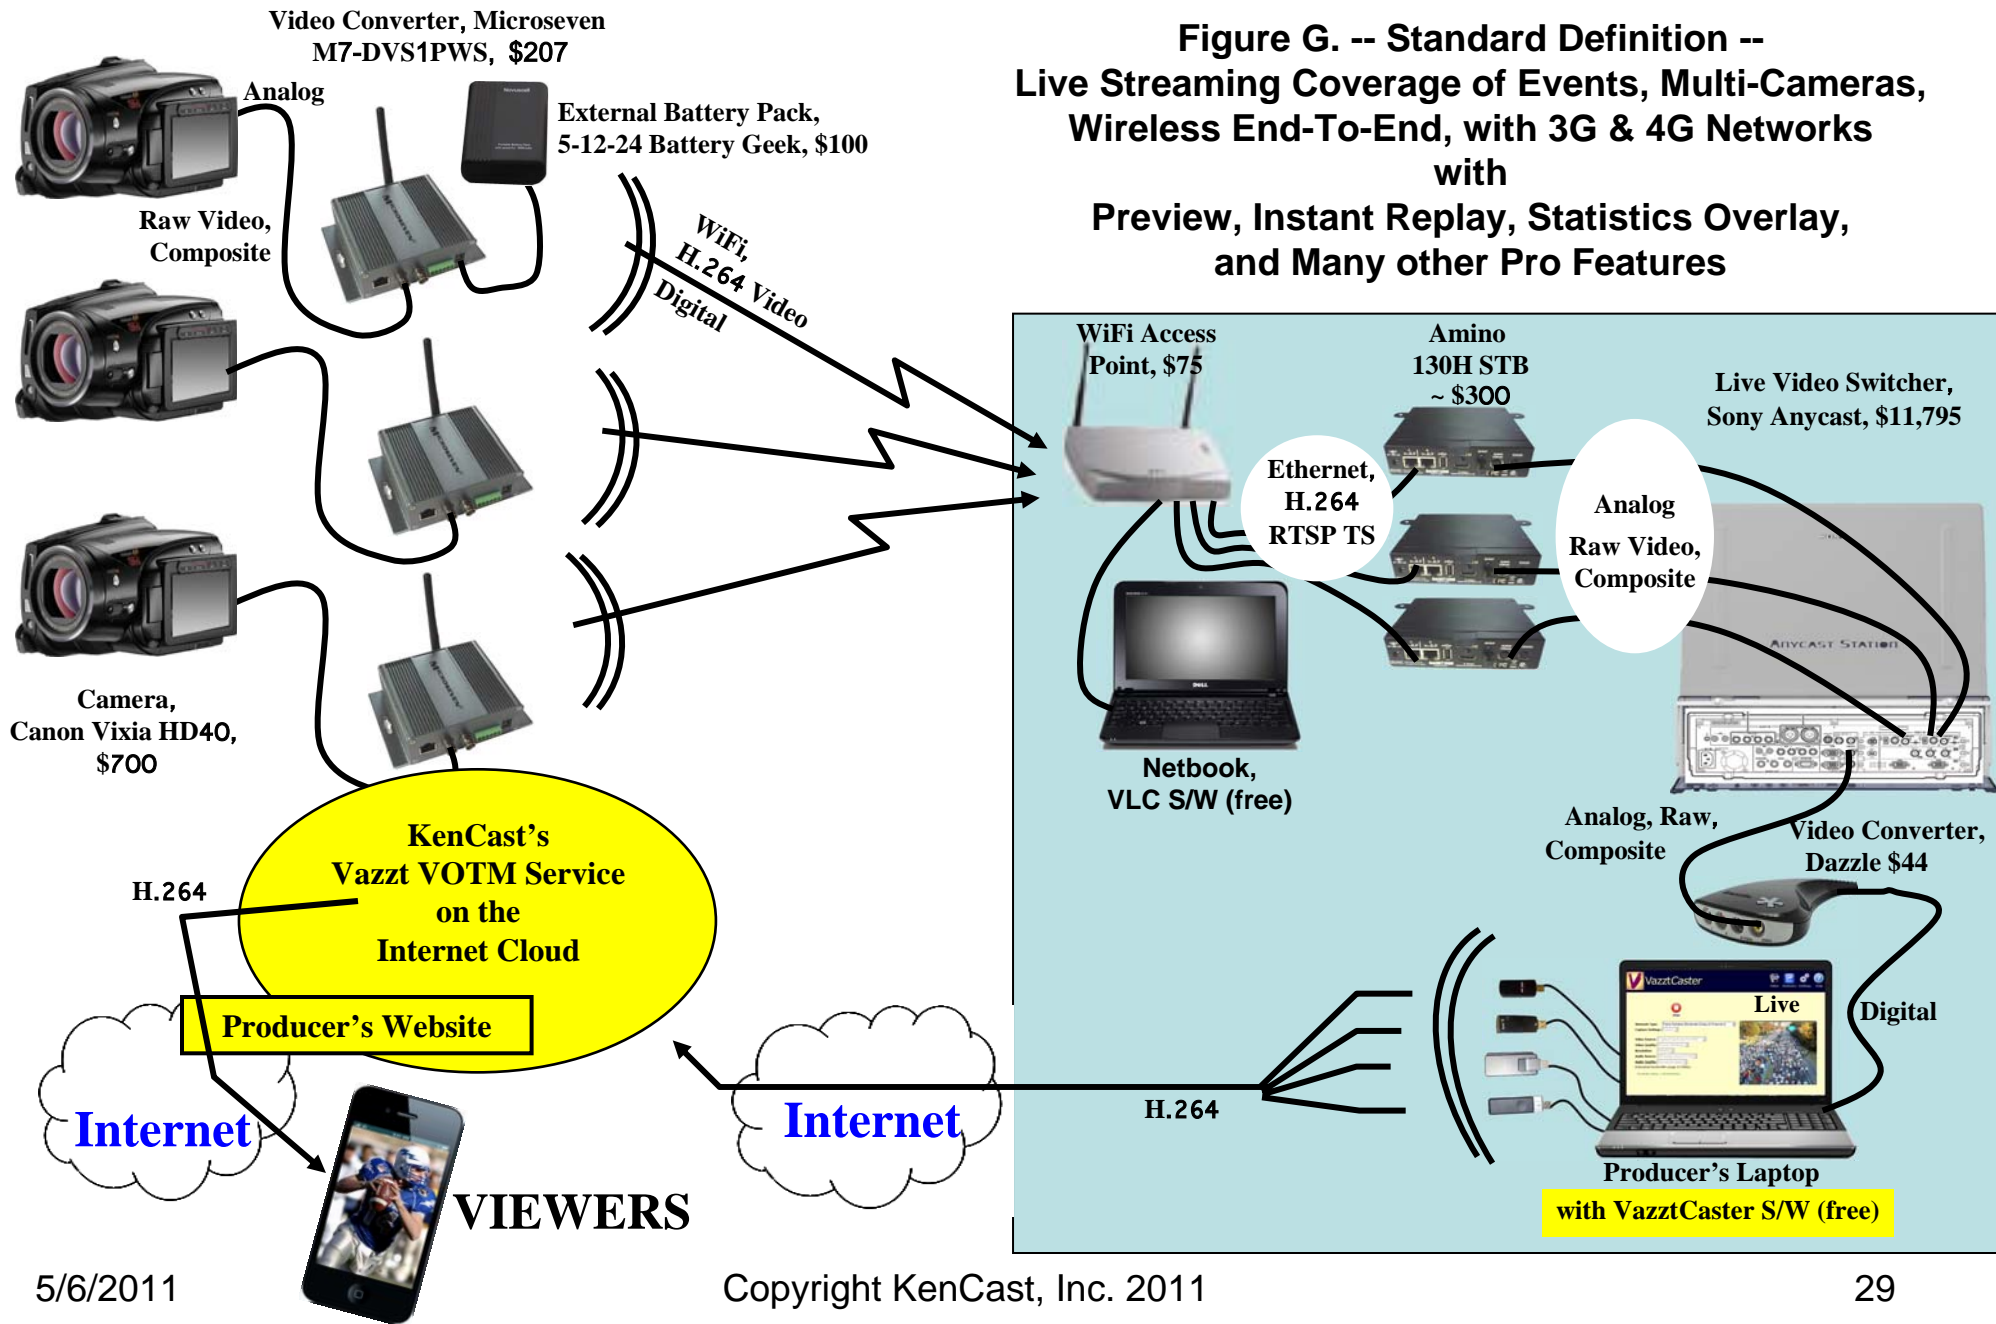 Video Converter, Microseven
M7-DVS1PWS, $207
Analog
External Battery Pack,
5-12-24 Battery Geek, $100
Raw Video,
Composite
WiFi,
H.264 Video
Digital
Figure G. -- Standard Definition --
Live Streaming Coverage of Events, Multi-Cameras,
Wireless End-To-End, with 3G & 4G Networks
with
Preview, Instant Replay, Statistics Overlay,
and Many other Pro Features
WiFi Access
Point, $75
Amino
130H STB
~ $300
Live Video Switcher,
Sony Anycast, $11,795
Ethernet,
H.264
RTSP TS
Analog
Raw Video,
Composite
ANYCAST STATION
MICROSEVEN
MICROSEVEN
MICROSEVEN
DELL
Camera,
Canon Vixia HD40,
$700
Netbook,
VLC S/W (free)
Analog, Raw,
Composite
Video Converter,
Dazzle $44
KenCast's
Vazzt VOTM Service
on the
Internet Cloud
H.264
Producer's Website
Internet
Internet
H.264
VIEWERS
VazztCaster
Live
Digital
Producer's Laptop
with VazztCaster S/W (free)
5/6/2011
Copyright KenCast, Inc. 2011
29